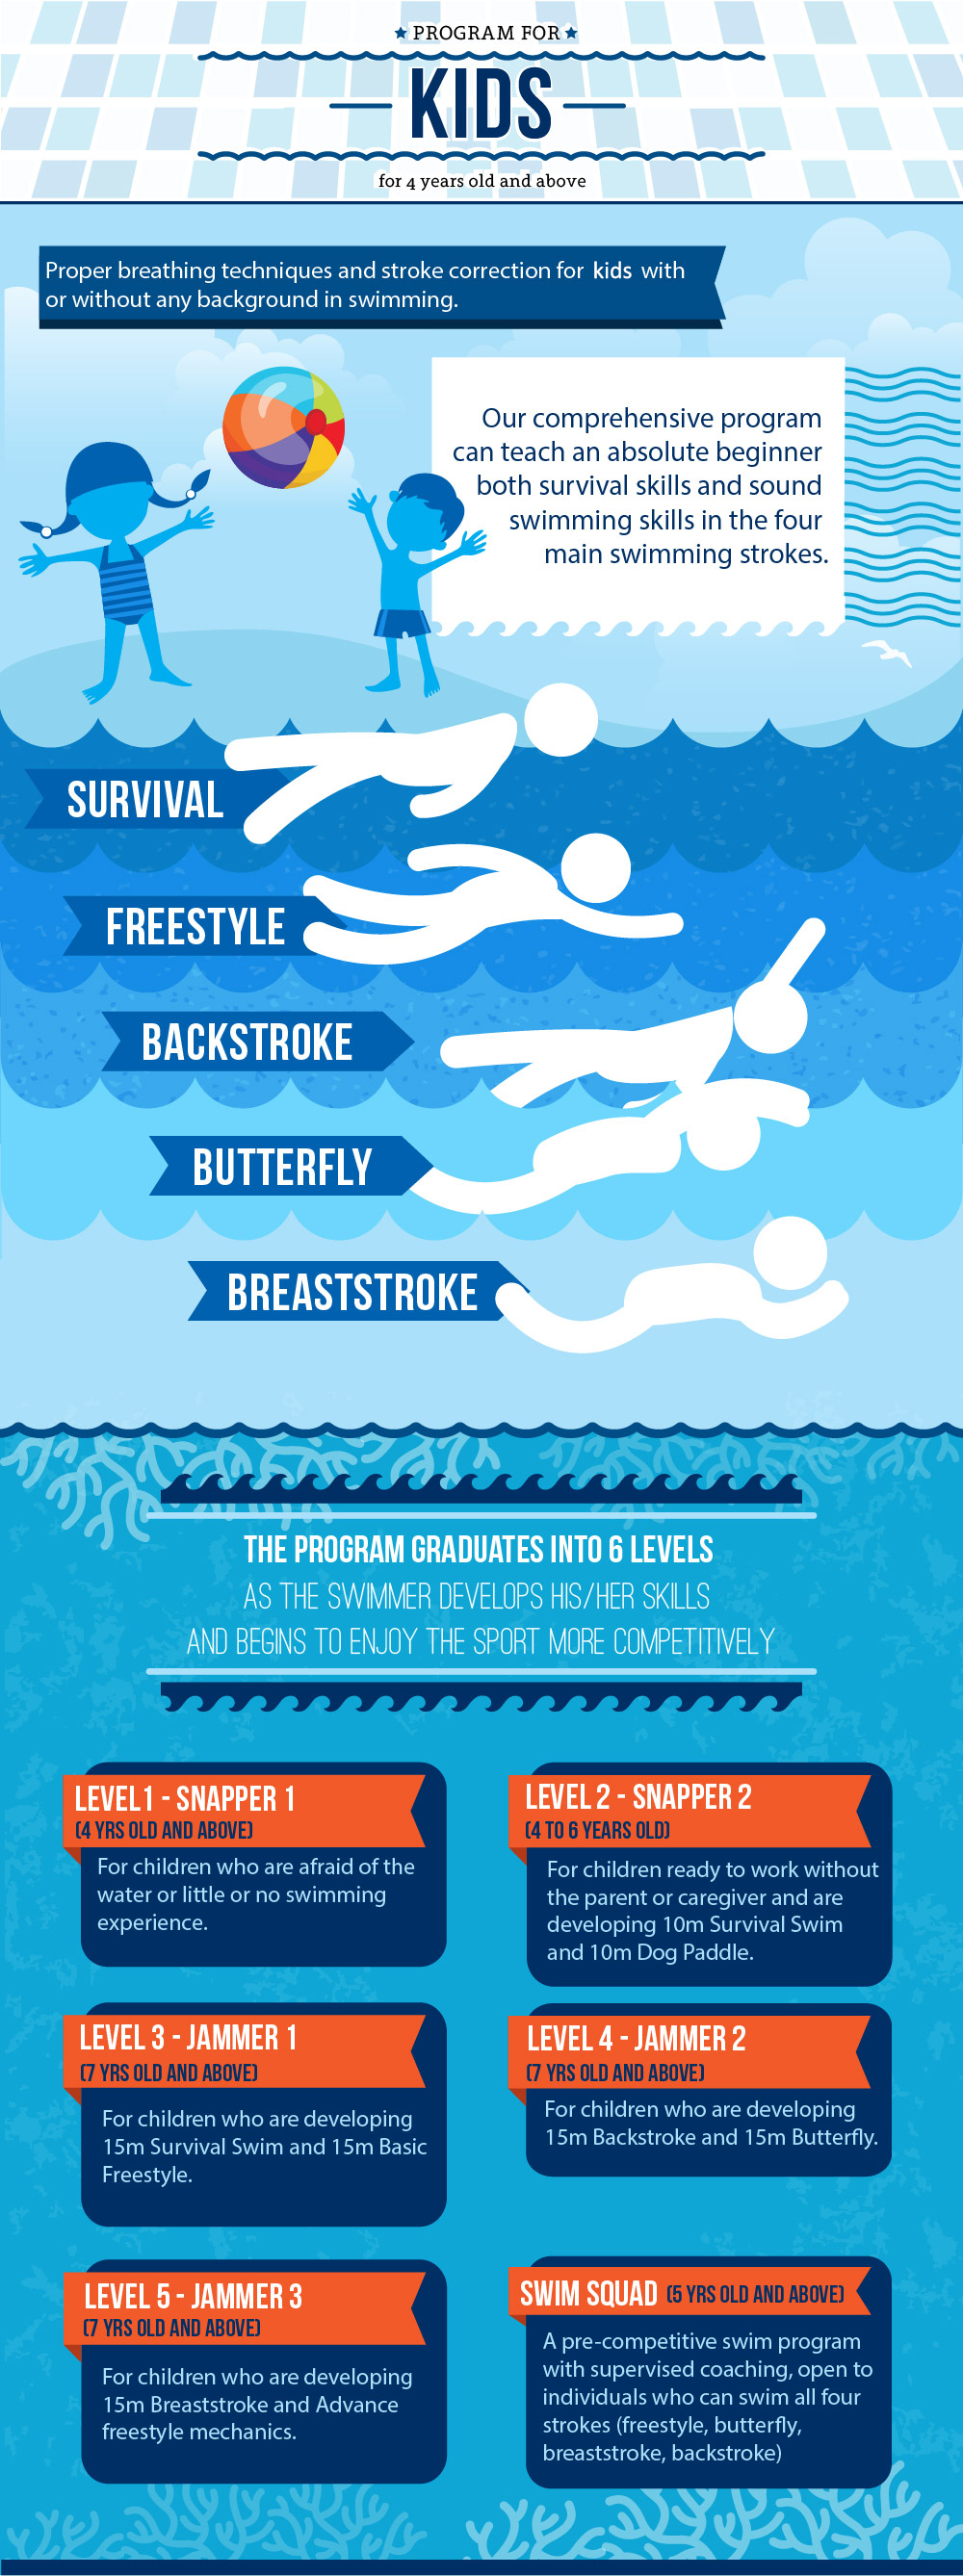 PROGRAM FOR
KIDS
for 4 years old and above
Proper breathing techniques and stroke correction for kids with
or without any background in swimming.
Our comprehensive program
can teach an absolute beginner
both survival skills and sound
swimming skills in the four
main swimming strokes.
SURVIVAL
FREESTYLE
BACKSTROKE
BUTTERFLY
BREASTSTROKE
THE PROGRAM GRADUATES INTO 6 LEVELS
AS THE SWIMMER DEVELOPS HIS/HER SKILLS
AND BEGINS TO ENJOY THE SPORT MORE COMPETITIVELY
LEVEL 1 - SNAPPER 1
(4 YRS OLD AND ABOVE)
For children who are afraid of the
water or little or no swimming
experience.
LEVEL 2 - SNAPPER 2
(4 TO 6 YEARS OLD)
For children ready to work without
the parent or caregiver and are
developing 10m Survival Swim
and 10m Dog Paddle.
LEVEL 3 - JAMMER 1
(7 YRS OLD AND ABOVE)
For children who are developing
15m Survival Swim and 15m Basic
Freestyle.
LEVEL 4 - JAMMER 2
(7 YRS OLD AND ABOVE)
For children who are developing
15m Backstroke and 15m Butterfly.
LEVEL 5 - JAMMER 3
(7 YRS OLD AND ABOVE)
For children who are developing
15m Breaststroke and Advance
freestyle mechanics.
SWIM SQUAD (5 YRS OLD AND ABOVE)
A pre-competitive swim program
with supervised coaching, open to
individuals who can swim all four
strokes (freestyle, butterfly,
breaststroke, backstroke)